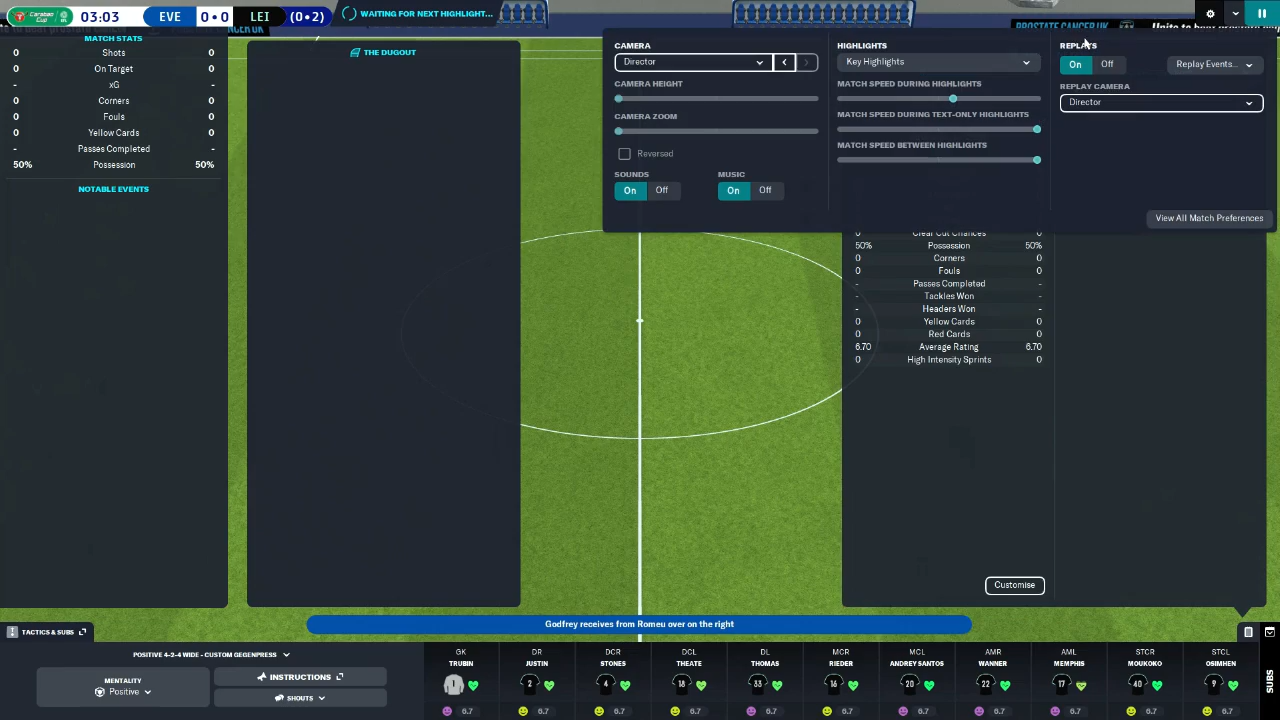 Carabao Cup 03:03 EVE 0 - 0 LEI (0 • 2) WAITING FOR NEXT HIGHLIGHT...
PROSTATE CANCER UK
MATCH STATS
0 Shots 0
0 On Target 0
- xG -
0 Corners 0
0 Fouls 0
0 Yellow Cards 0
- Passes Completed -
50% Possession 50%
NOTABLE EVENTS
THE DUGOUT
CAMERA
Director
CAMERA HEIGHT
CAMERA ZOOM
Reversed
SOUNDS MUSIC
On Off On Off
HIGHLIGHTS
Key Highlights
MATCH SPEED DURING HIGHLIGHTS
MATCH SPEED DURING TEXT-ONLY HIGHLIGHTS
MATCH SPEED BETWEEN HIGHLIGHTS
REPLAYS
On Off Replay Events...
REPLAY CAMERA
Director
View All Match Preferences
0 Clear Cut Chances 0
50% Possession 50%
0 Corners 0
0 Fouls 0
- Passes Completed -
- Tackles Won -
- Headers Won -
0 Yellow Cards 0
0 Red Cards 0
6.70 Average Rating 6.70
0 High Intensity Sprints 0
Customise
Godfrey receives from Romeu over on the right
TACTICS & SUBS
POSITIVE 4-2-4 WIDE - CUSTOM GEGENPRESS
MENTALITY
Positive
INSTRUCTIONS
SHOUTS
GK DR DCR DCL DL MCR MCL AMR AML STCR STCL
TRUBIN JUSTIN STONES THEATE THOMAS RIEDER ANDREY SANTOS WANNER MEMPHIS MOUKOKO OSIMHEN
1 2 4 18 33 16 20 22 17 40 9
6.7 6.7 6.7 6.7 6.7 6.7 6.7 6.7 6.7 6.7 6.7
SUBS